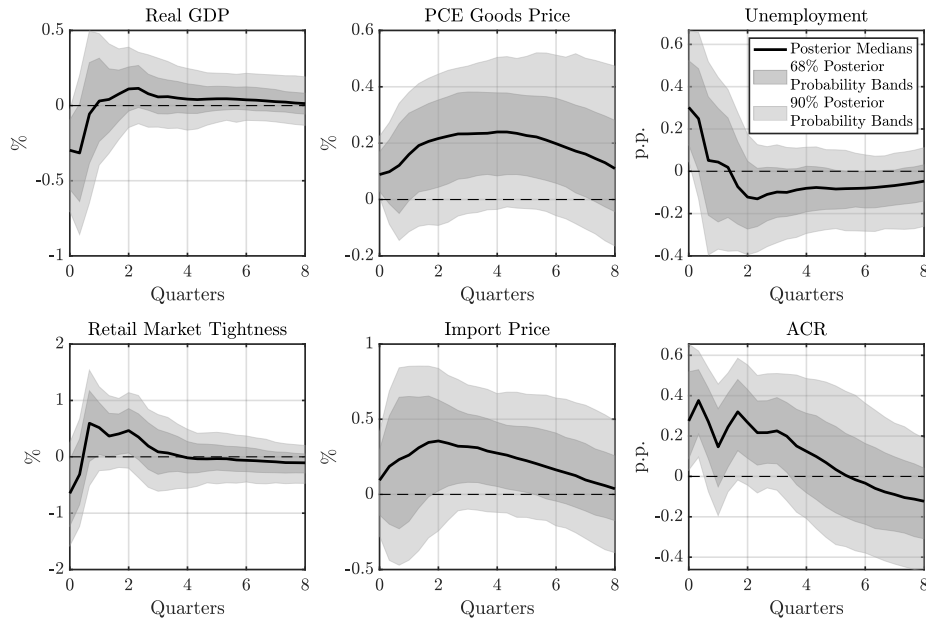 Real GDP
0.5
0
-0.5
-1
%
0 2 4 6 8
Quarters
PCE Goods Price
0.6
0.4
0.2
0
-0.2
%
0 2 4 6 8
Quarters
Unemployment
0.6
0.4
0.2
0
-0.2
-0.4
p.p.
Posterior Medians
68% Posterior
Probability Bands
90% Posterior
Probability Bands
0 2 4 6 8
Quarters
Retail Market Tightness
2
1
0
-1
-2
%
0 2 4 6 8
Quarters
Import Price
1
0.5
0
-0.5
%
0 2 4 6 8
Quarters
ACR
0.6
0.4
0.2
0
-0.2
-0.4
p.p.
0 2 4 6 8
Quarters